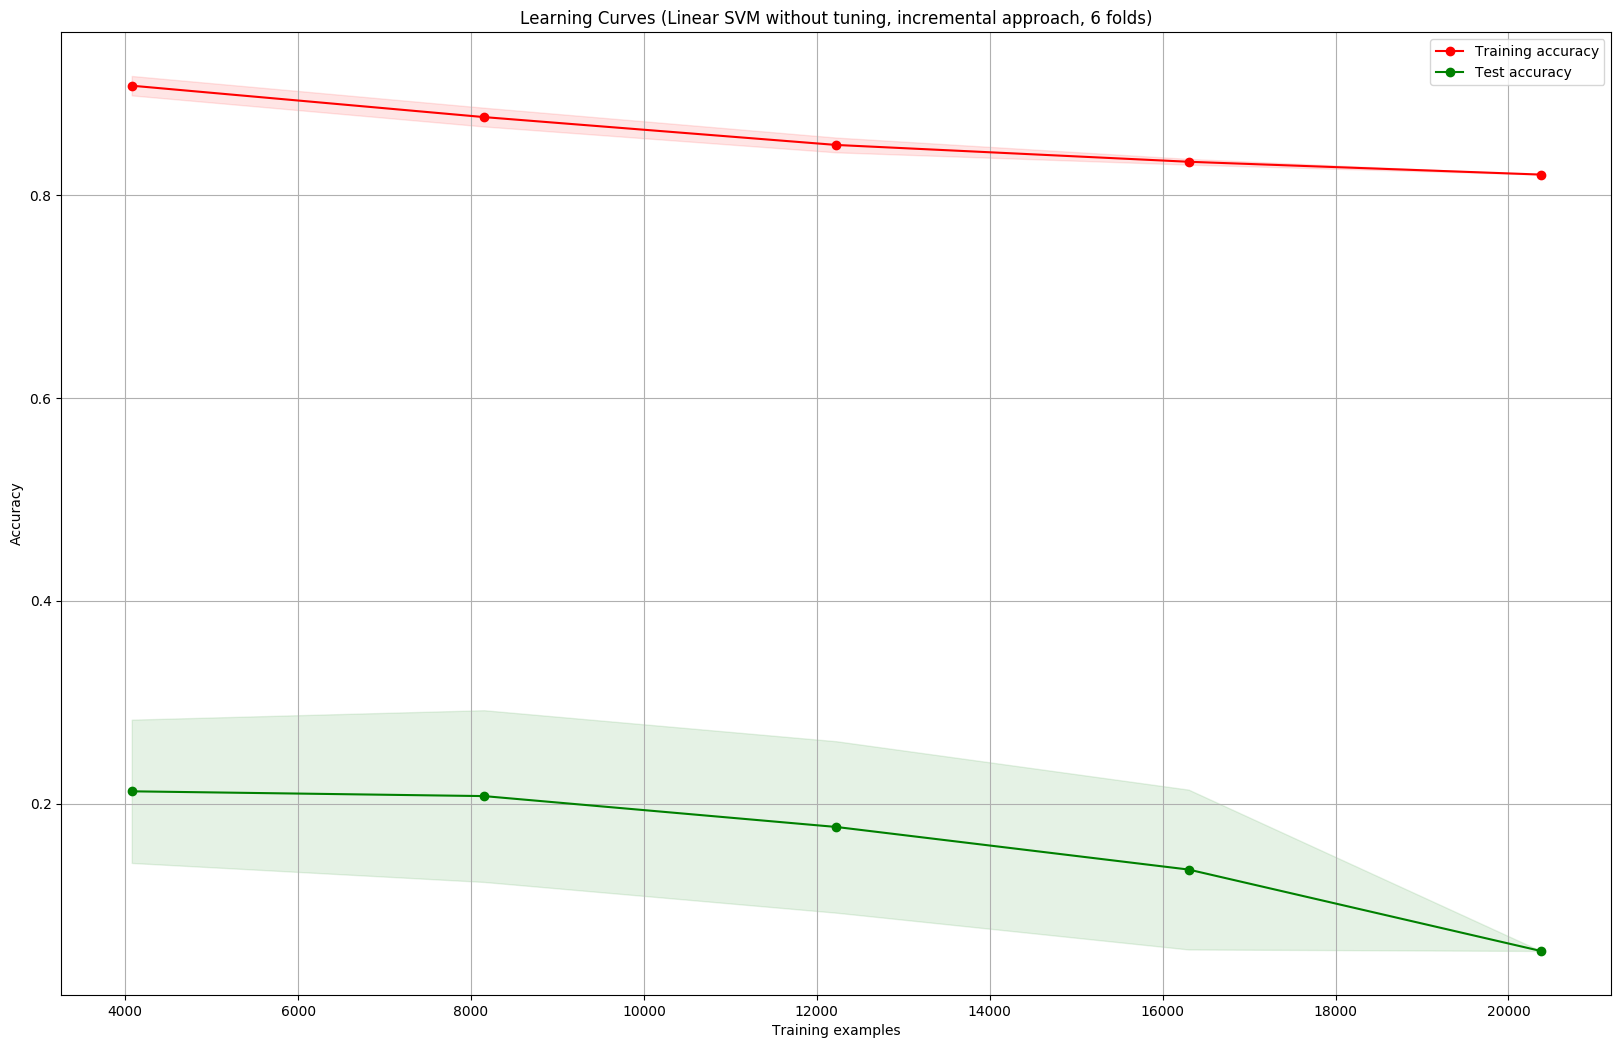 Learning Curves (Linear SVM without tuning, incremental approach, 6 folds)
Training accuracy
Test accuracy
0.8
0.6
0.4
0.2
Accuracy
4000 6000 8000 10000 12000 14000 16000 18000 20000
Training examples